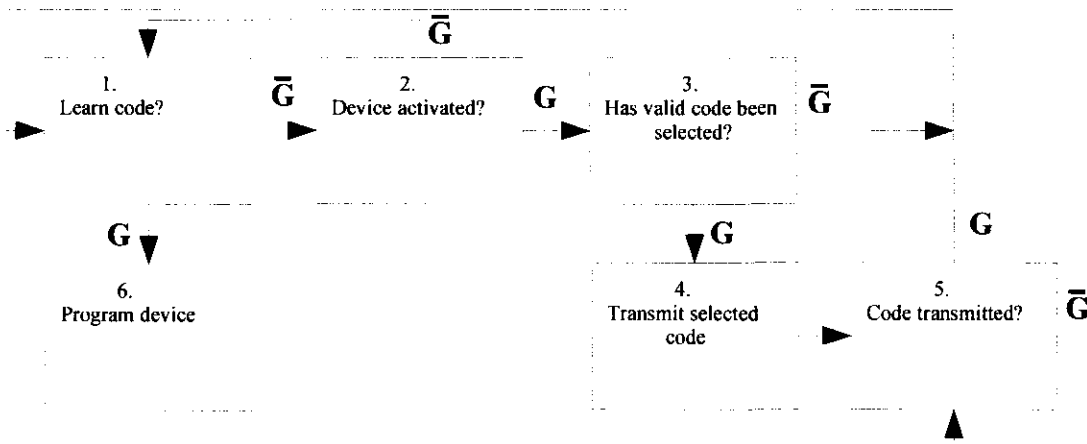 G̅
1.
Learn code?
G̅
2.
Device activated?
G
3.
Has valid code been
selected?
G̅
G
G
G
6.
Program device
4.
Transmit selected
code
5.
Code transmitted?
G̅